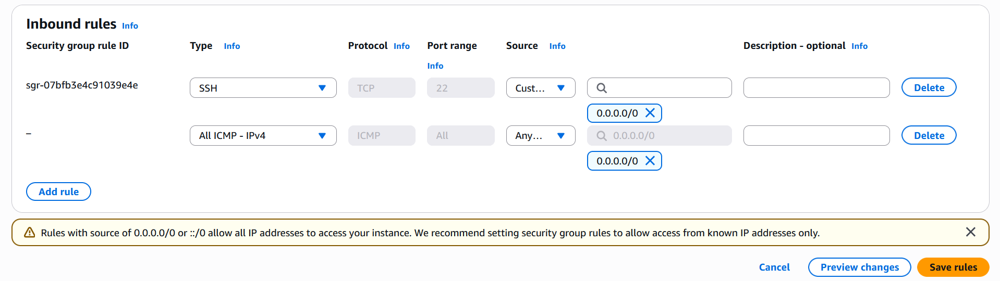 Inbound rules Info
Security group rule ID Type Info Protocol Info Port range Info Source Info Description - optional Info
sgr-07bfb3e4c91039e4e SSH TCP 22 Cust... Delete
0.0.0.0/0
– All ICMP - IPv4 ICMP All Any... 0.0.0.0/0 Delete
0.0.0.0/0
Add rule
Rules with source of 0.0.0.0/0 or ::/0 allow all IP addresses to access your instance. We recommend setting security group rules to allow access from known IP addresses only.
Cancel Preview changes Save rules